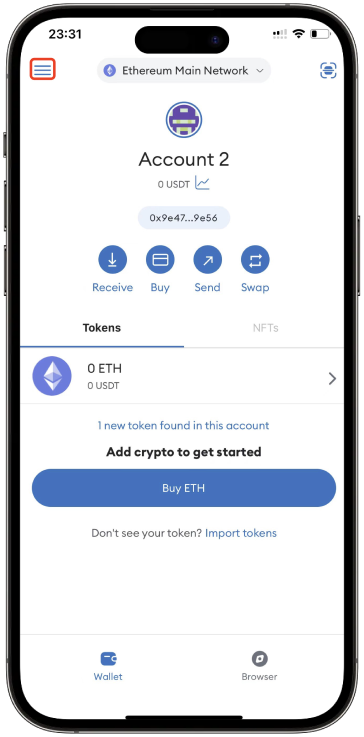 23:31
Ethereum Main Network
Account 2
0 USDT
0x9e47...9e56
Receive Buy Send Swap
Tokens NFTs
0 ETH
0 USDT
1 new token found in this account
Add crypto to get started
Buy ETH
Don't see your token? Import tokens
Wallet Browser